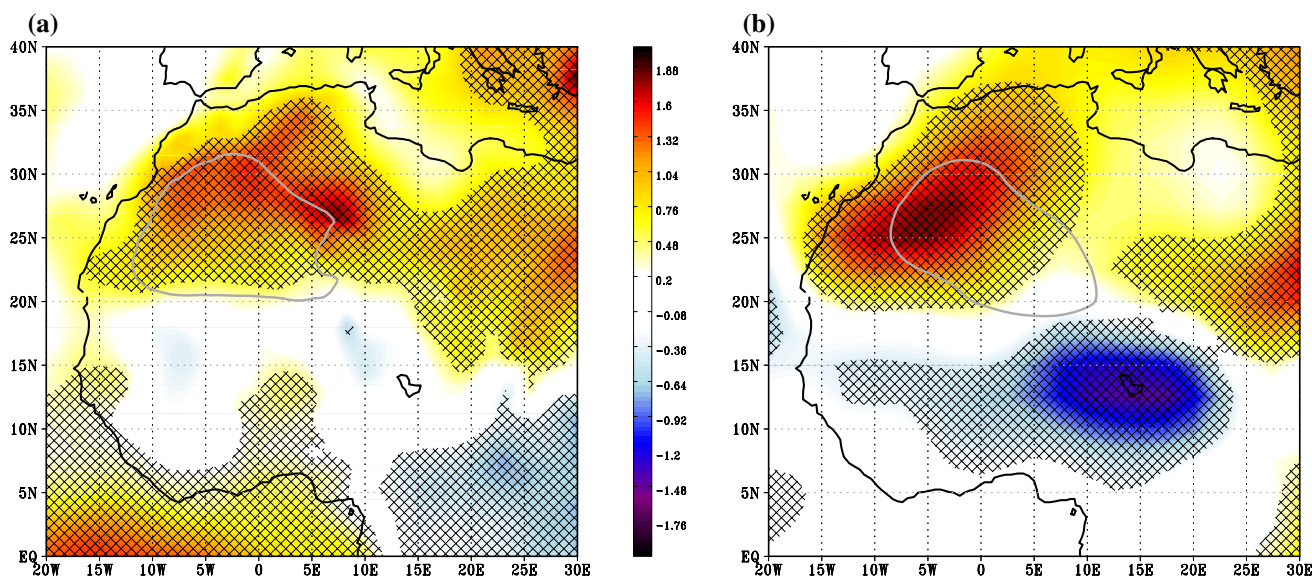 (a) (b)
40N 40N
35N 35N
30N 30N
25N 25N
20N 20N
15N 15N
10N 10N
5N 5N
EQ EQ
20W 15W 10W 5W 0 5E 10E 15E 20E 25E 30E
1.88
1.6
1.32
1.04
0.76
0.48
0.2
-0.08
-0.36
-0.64
-0.92
-1.2
-1.48
-1.76
20W 15W 10W 5W 0 5E 10E 15E 20E 25E 30E